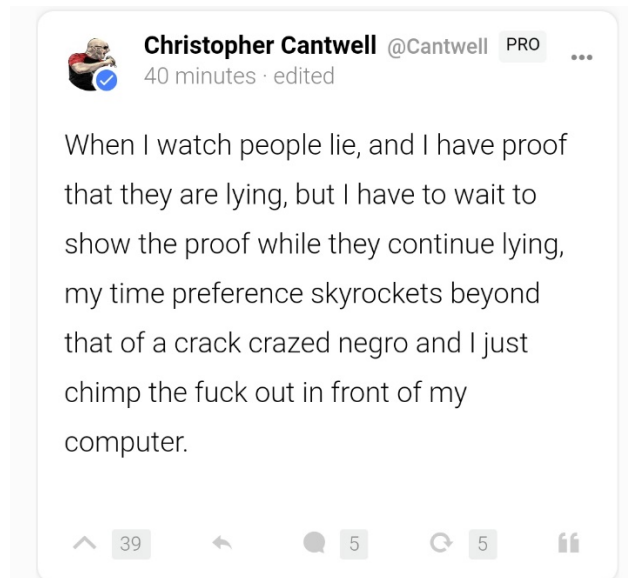 Christopher Cantwell @Cantwell PRO
40 minutes · edited
When I watch people lie, and I have proof
that they are lying, but I have to wait to
show the proof while they continue lying,
my time preference skyrockets beyond
that of a crack crazed negro and I just
chimp the fuck out in front of my
computer.
39 5 5